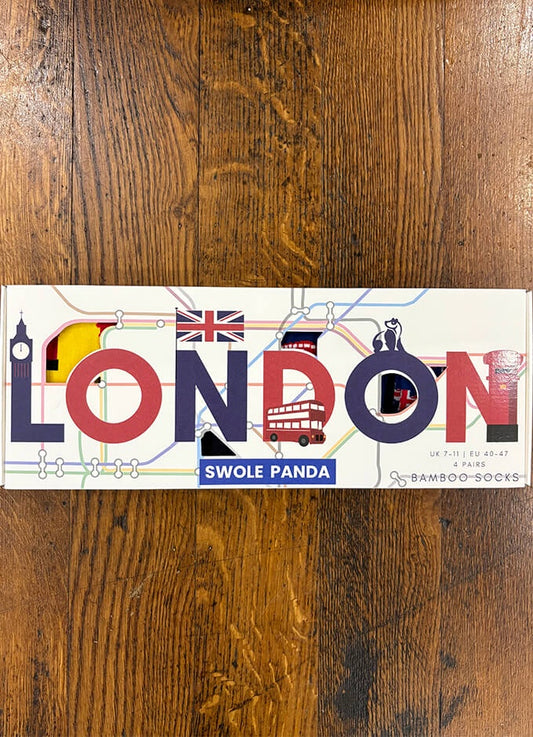 LONDON
SWOLE PANDA
UK 7-11 | EU 40-47
4 PAIRS
BAMBOO SOCKS